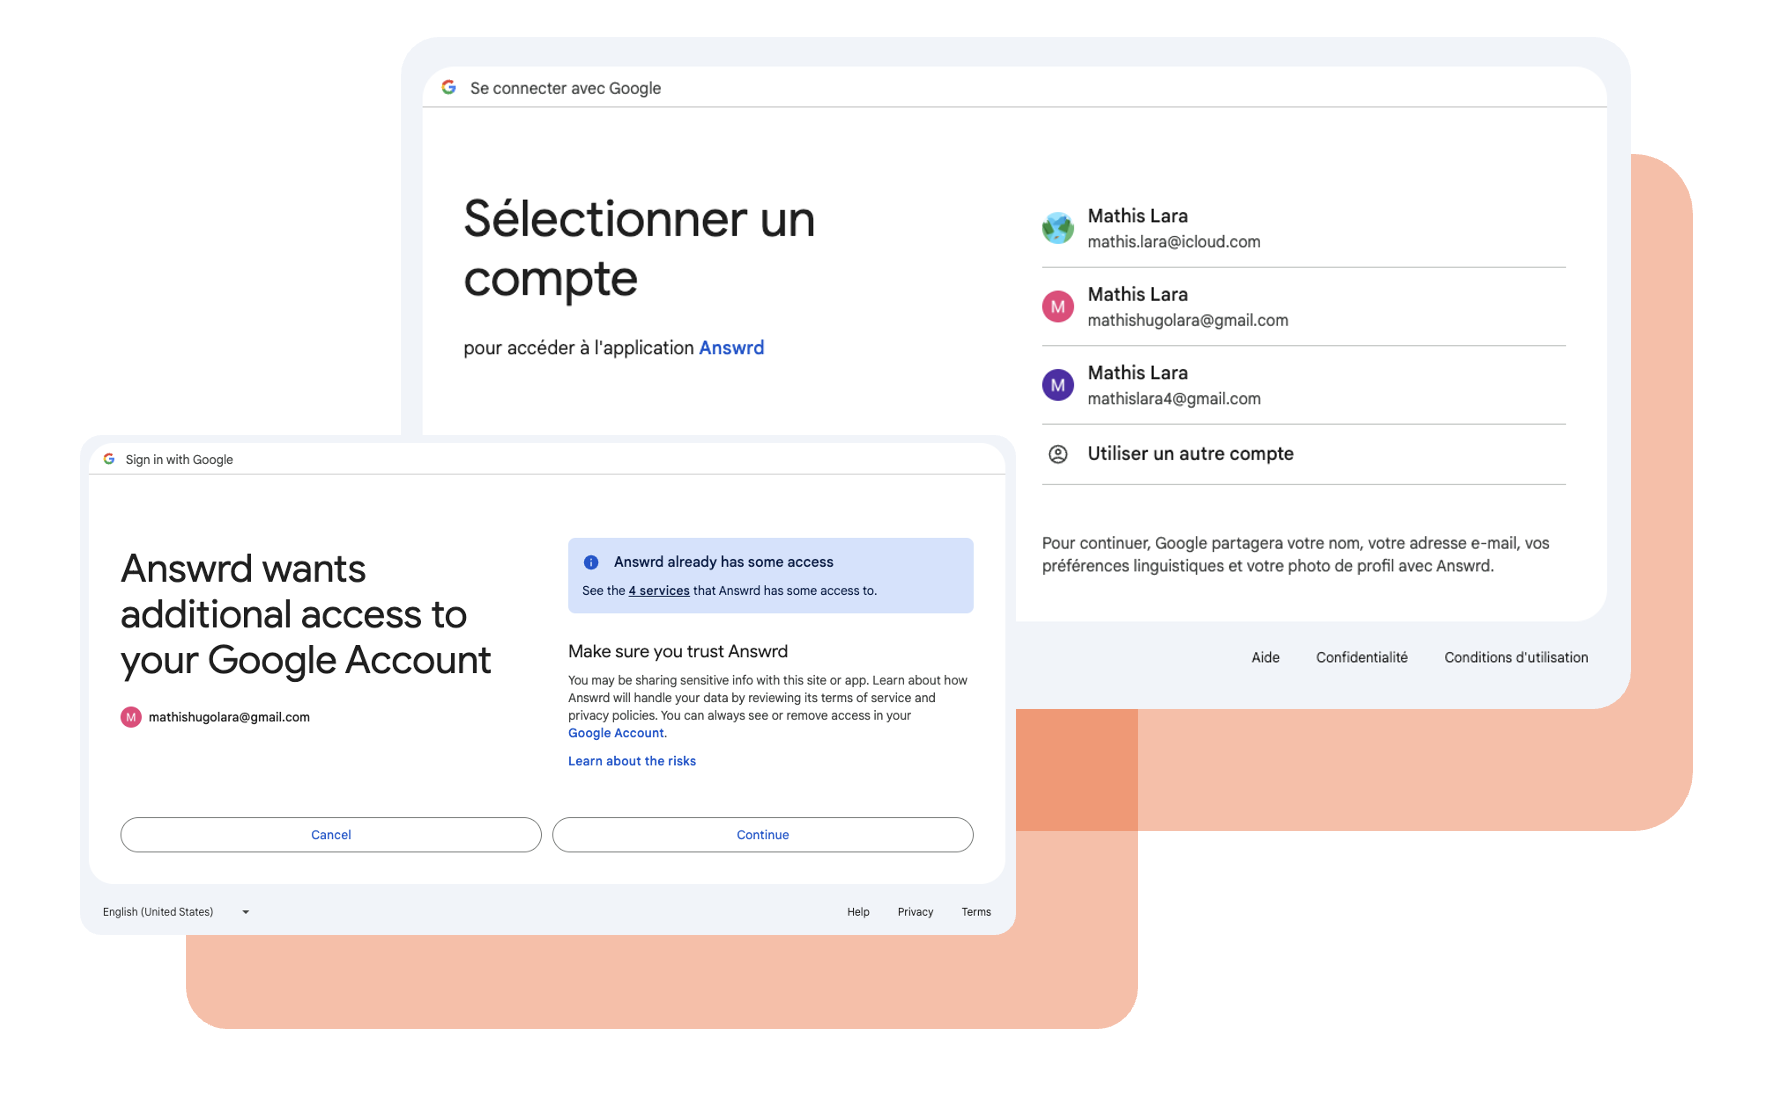 Se connecter avec Google
Sélectionner un
compte
pour accéder à l'application Answrd
Mathis Lara
mathis.lara@icloud.com
M
Mathis Lara
mathishugolara@gmail.com
M
Mathis Lara
mathislara4@gmail.com
Utiliser un autre compte
Pour continuer, Google partagera votre nom, votre adresse e-mail, vos
préférences linguistiques et votre photo de profil avec Answrd.
Aide Confidentialité Conditions d'utilisation
Sign in with Google
Answrd wants
additional access to
your Google Account
M mathishugolara@gmail.com
Answrd already has some access
See the 4 services that Answrd has some access to.
Make sure you trust Answrd
You may be sharing sensitive info with this site or app. Learn about how
Answrd will handle your data by reviewing its terms of service and
privacy policies. You can always see or remove access in your
Google Account.
Learn about the risks
Cancel Continue
English (United States) Help Privacy Terms